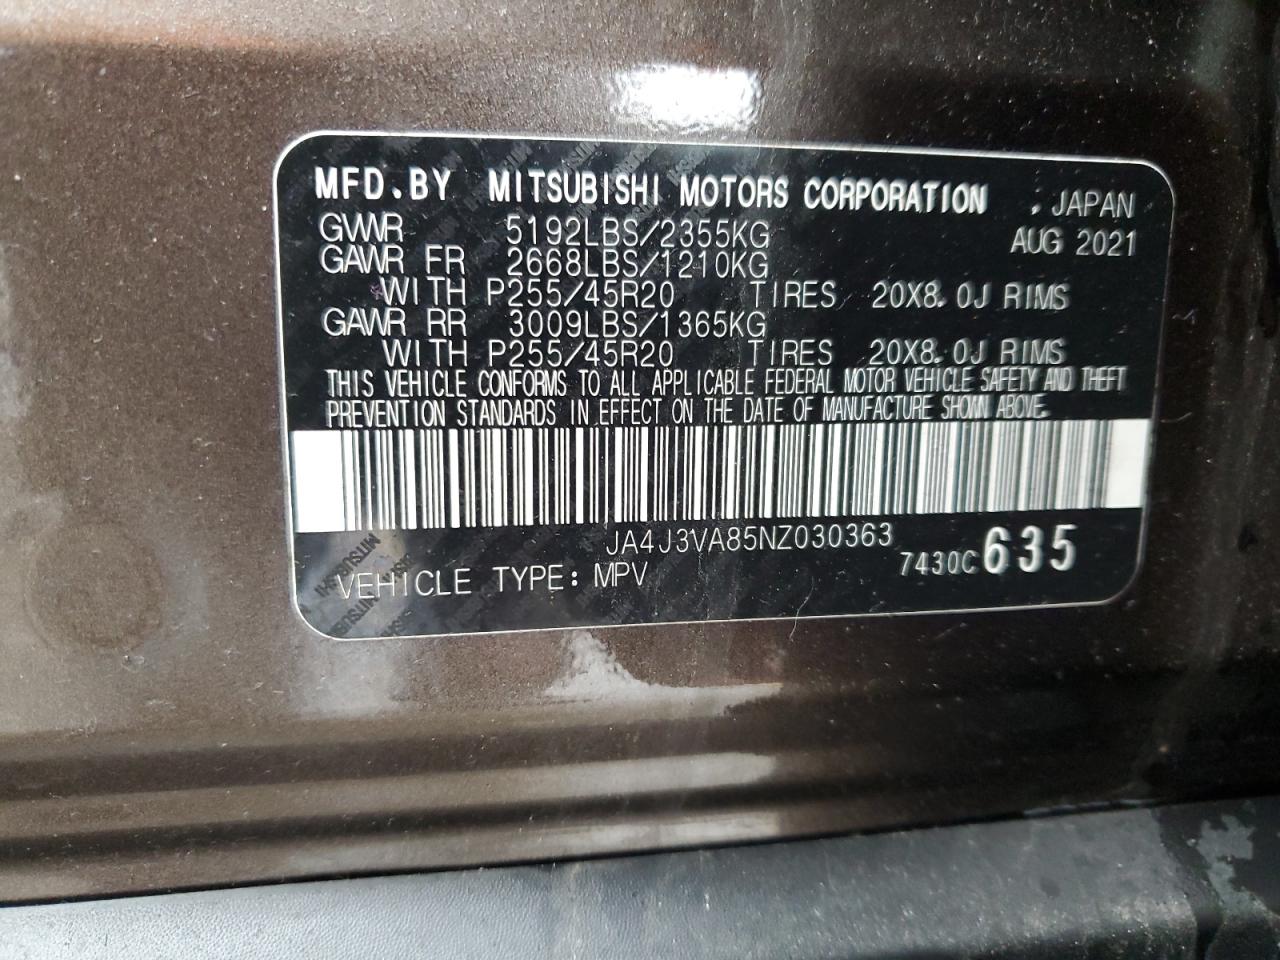 MFD.BY MITSUBISHI MOTORS CORPORATION . JAPAN
GVWR 5192LBS/2355KG AUG 2021
GAWR FR 2668LBS/1210KG
WITH P255/45R20 TIRES 20X8.0J RIMS
GAWR RR 3009LBS/1365KG
WITH P255/45R20 TIRES 20X8.0J RIMS
THIS VEHICLE CONFORMS TO ALL APPLICABLE FEDERAL MOTOR VEHICLE SAFETY AND THEFT
PREVENTION STANDARDS IN EFFECT ON THE DATE OF MANUFACTURE SHOWN ABOVE.
JA4J3VA85NZ030363
7430C 635
VEHICLE TYPE: MPV
MITSUBISHI